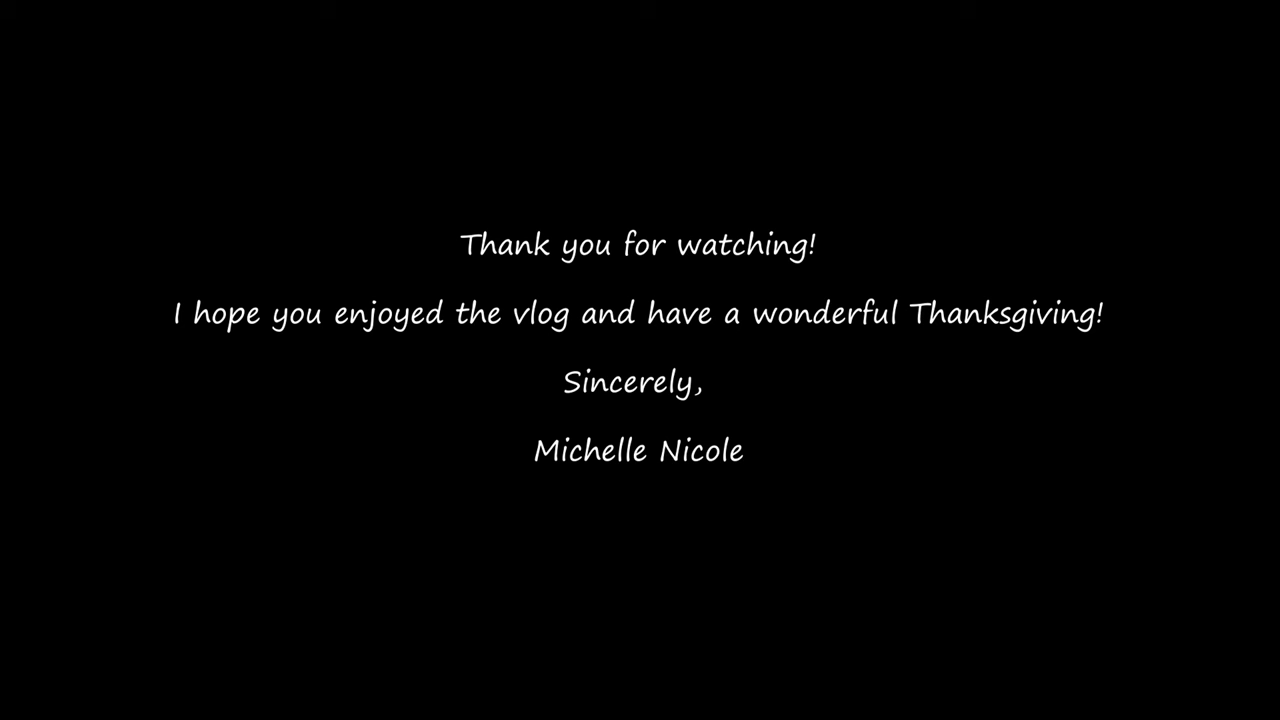 Thank you for watching!
I hope you enjoyed the vlog and have a wonderful Thanksgiving!
Sincerely,
Michelle Nicole